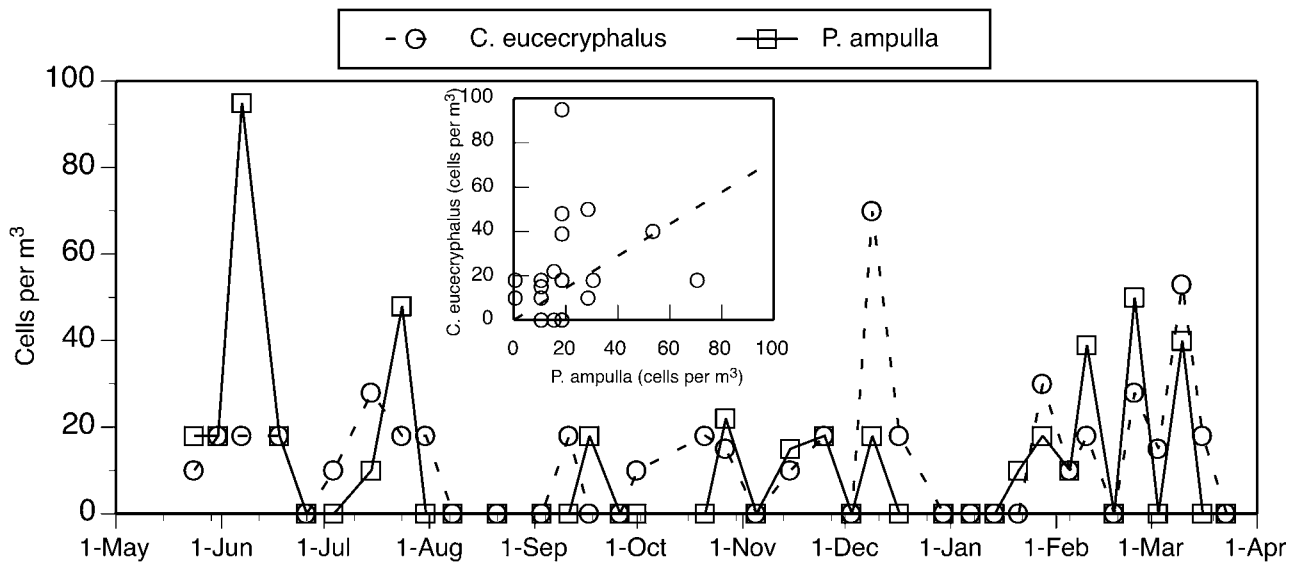 C. eucecryphalus P. ampulla
100
80
60
40
20
0
Cells per m³
1-May 1-Jun 1-Jul 1-Aug 1-Sep 1-Oct 1-Nov 1-Dec 1-Jan 1-Feb 1-Mar 1-Apr
C. eucecryphalus (cells per m³)
100
80
60
40
20
0
0 20 40 60 80 100
P. ampulla (cells per m³)